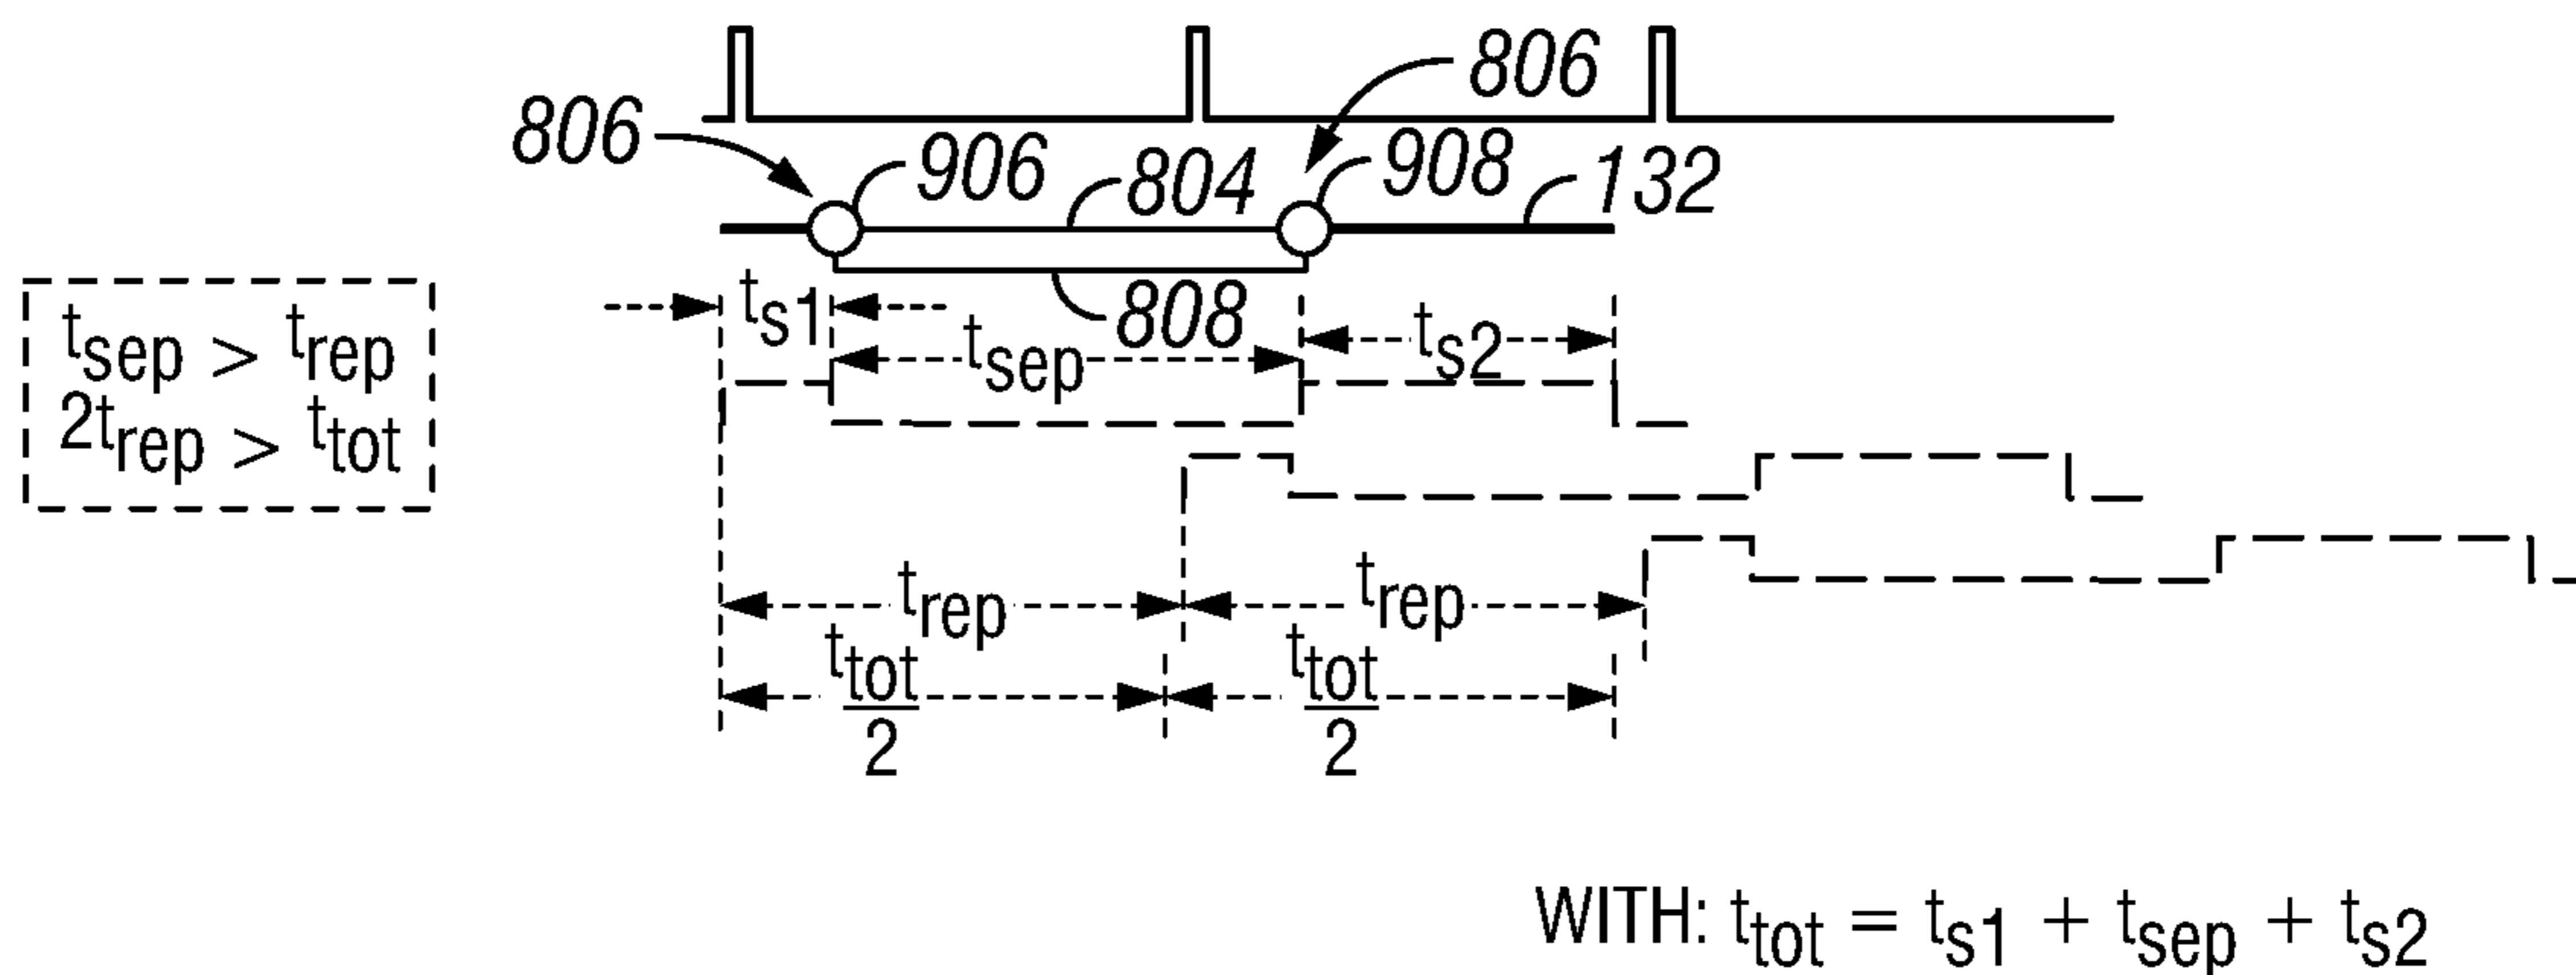 806
806
906
804
908
132
808
t_s1
t_sep
t_s2
t_sep > t_rep
2t_rep > t_tot
t_rep
t_rep
t_tot/2
t_tot/2
WITH: t_tot = t_s1 + t_sep + t_s2